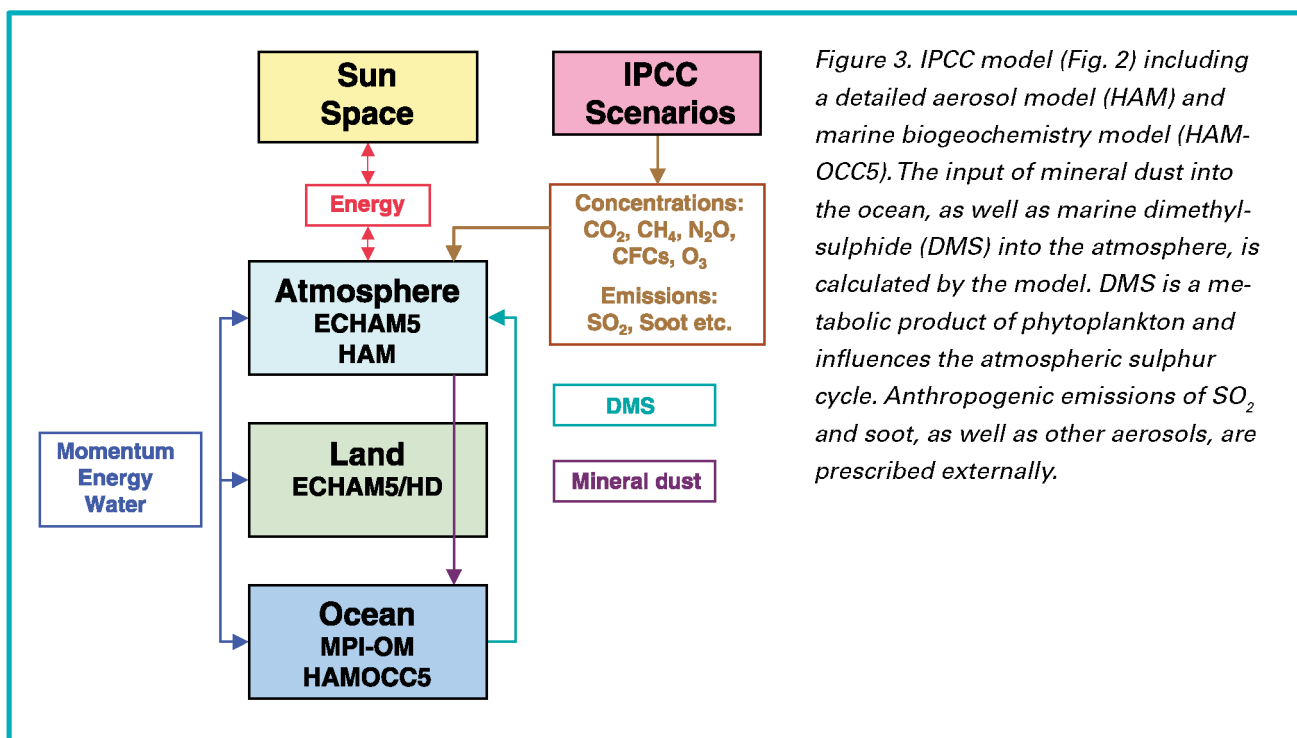 Sun
Space
IPCC
Scenarios
Energy
Concentrations:
CO₂, CH₄, N₂O,
CFCs, O₃
Emissions:
SO₂, Soot etc.
Atmosphere
ECHAM5
HAM
DMS
Momentum
Energy
Water
Land
ECHAM5/HD
Mineral dust
Ocean
MPI-OM
HAMOCC5
Figure 3. IPCC model (Fig. 2) including
a detailed aerosol model (HAM) and
marine biogeochemistry model (HAM-
OCC5). The input of mineral dust into
the ocean, as well as marine dimethyl-
sulphide (DMS) into the atmosphere, is
calculated by the model. DMS is a me-
tabolic product of phytoplankton and
influences the atmospheric sulphur
cycle. Anthropogenic emissions of SO₂
and soot, as well as other aerosols, are
prescribed externally.